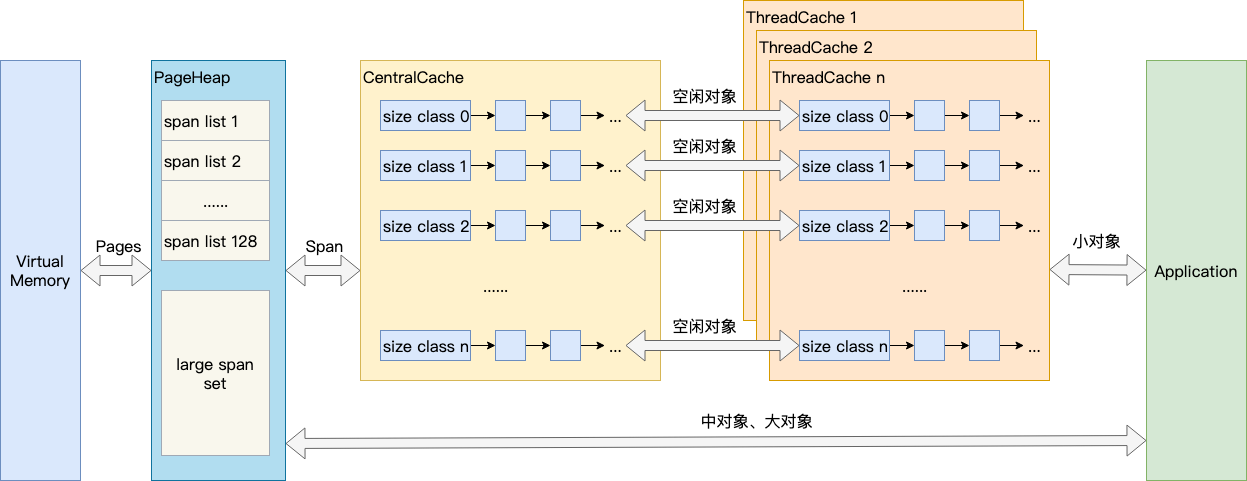 Virtual
Memory
Pages
PageHeap
span list 1
span list 2
......
span list 128
large span
set
Span
CentralCache
size class 0
...
size class 1
...
size class 2
...
......
size class n
...
空闲对象
空闲对象
空闲对象
空闲对象
ThreadCache 1
ThreadCache 2
ThreadCache n
size class 0
...
size class 1
...
size class 2
...
......
size class n
...
小对象
中对象、大对象
Application